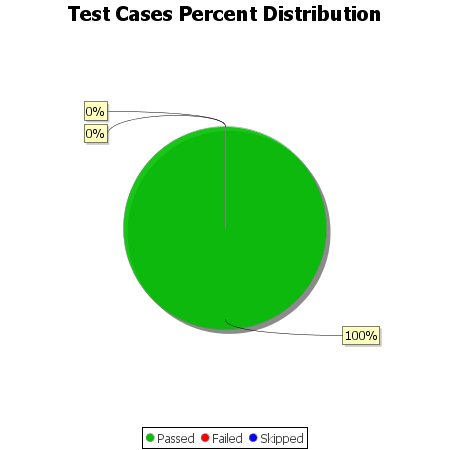 Test Cases Percent Distribution
0%
0%
100%
Passed Failed Skipped